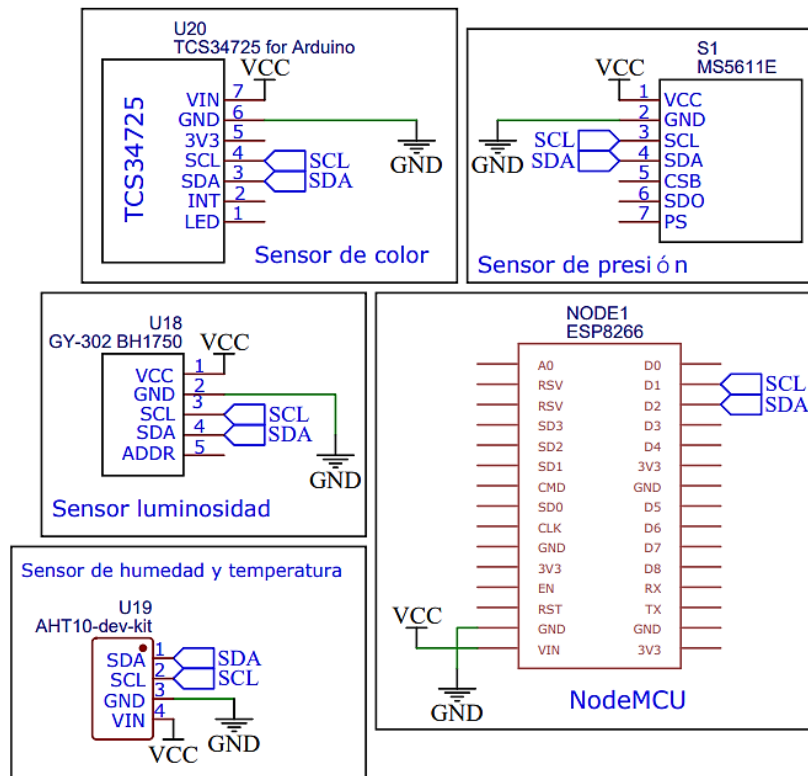 U20
TCS34725 for Arduino
VCC
TCS34725
VIN 7
GND 6
3V3 5
SCL 4 SCL
SDA 3 SDA
INT 2
LED 1
GND
Sensor de color
S1
MS5611E
VCC
1 VCC
2 GND
SCL 3 SCL
SDA 4 SDA
5 CSB
6 SDO
7 PS
GND
Sensor de presión
U18
GY-302 BH1750
VCC
VCC 1
GND 2
SCL 3 SCL
SDA 4 SDA
ADDR 5
GND
Sensor luminosidad
NODE1
ESP8266
A0 D0
RSV D1 SCL
RSV D2 SDA
SD3 D3
SD2 D4
SD1 3V3
CMD GND
SD0 D5
CLK D6
GND D7
3V3 D8
EN RX
RST TX
GND GND
VIN 3V3
VCC
GND
NodeMCU
Sensor de humedad y temperatura
U19
AHT10-dev-kit
SDA 1 SDA
SCL 2 SCL
GND 3
VIN 4
VCC
GND